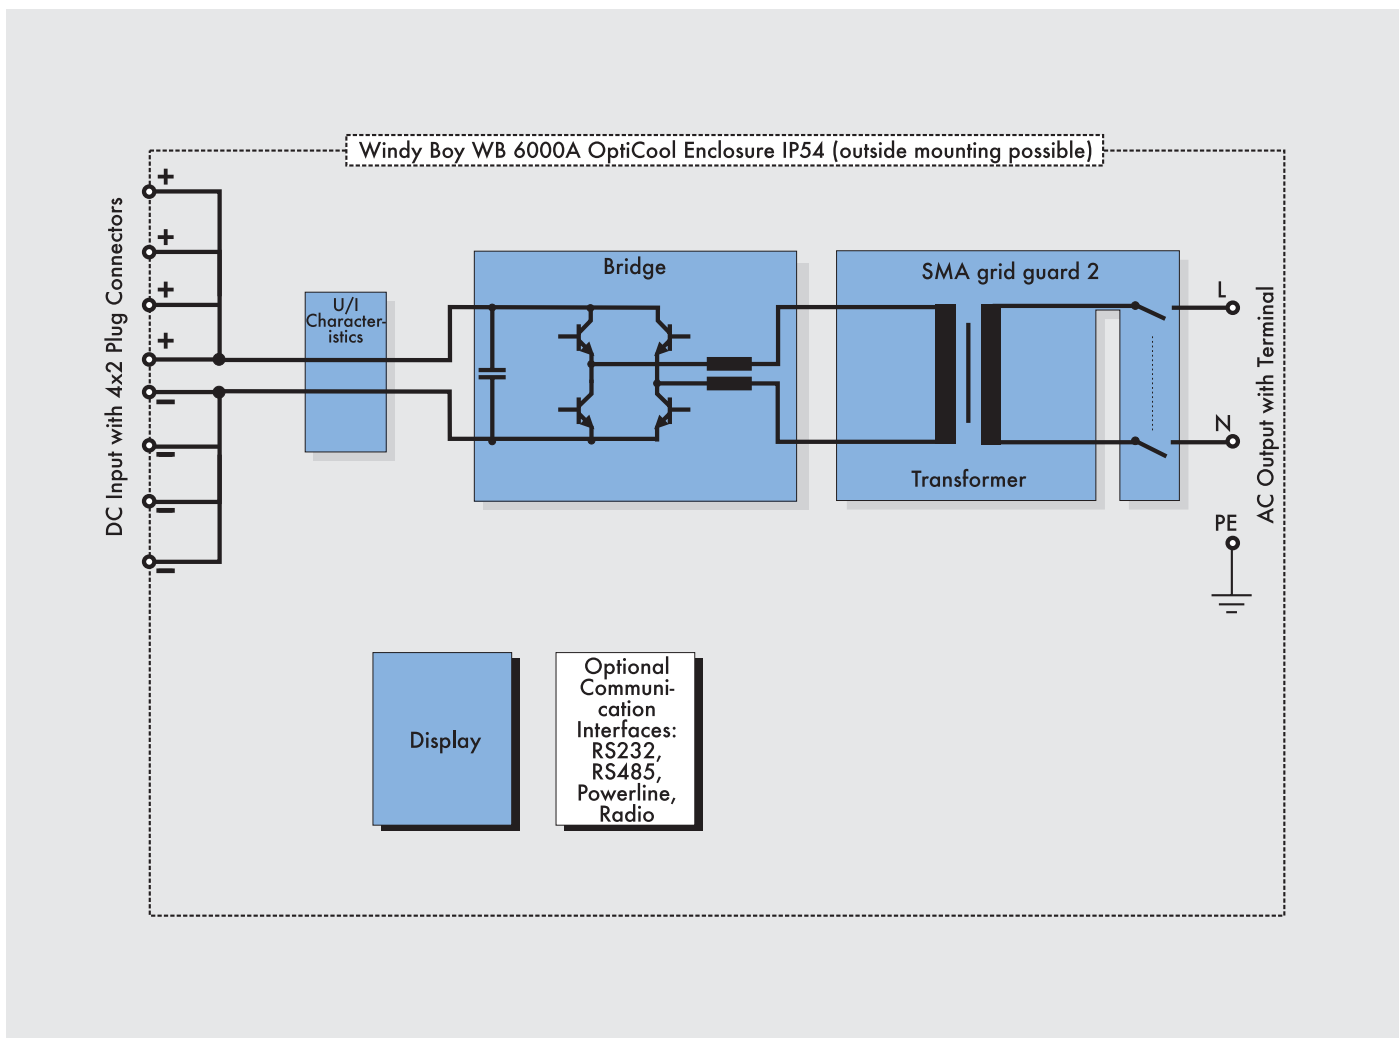 Windy Boy WB 6000A OptiCool Enclosure IP54 (outside mounting possible)
DC Input with 4x2 Plug Connectors
+
+
+
+
–
–
–
–
U/I
Character-
istics
Bridge
SMA grid guard 2
Transformer
L
N
PE
AC Output with Terminal
Display
Optional
Communi-
cation
Interfaces:
RS232,
RS485,
Powerline,
Radio